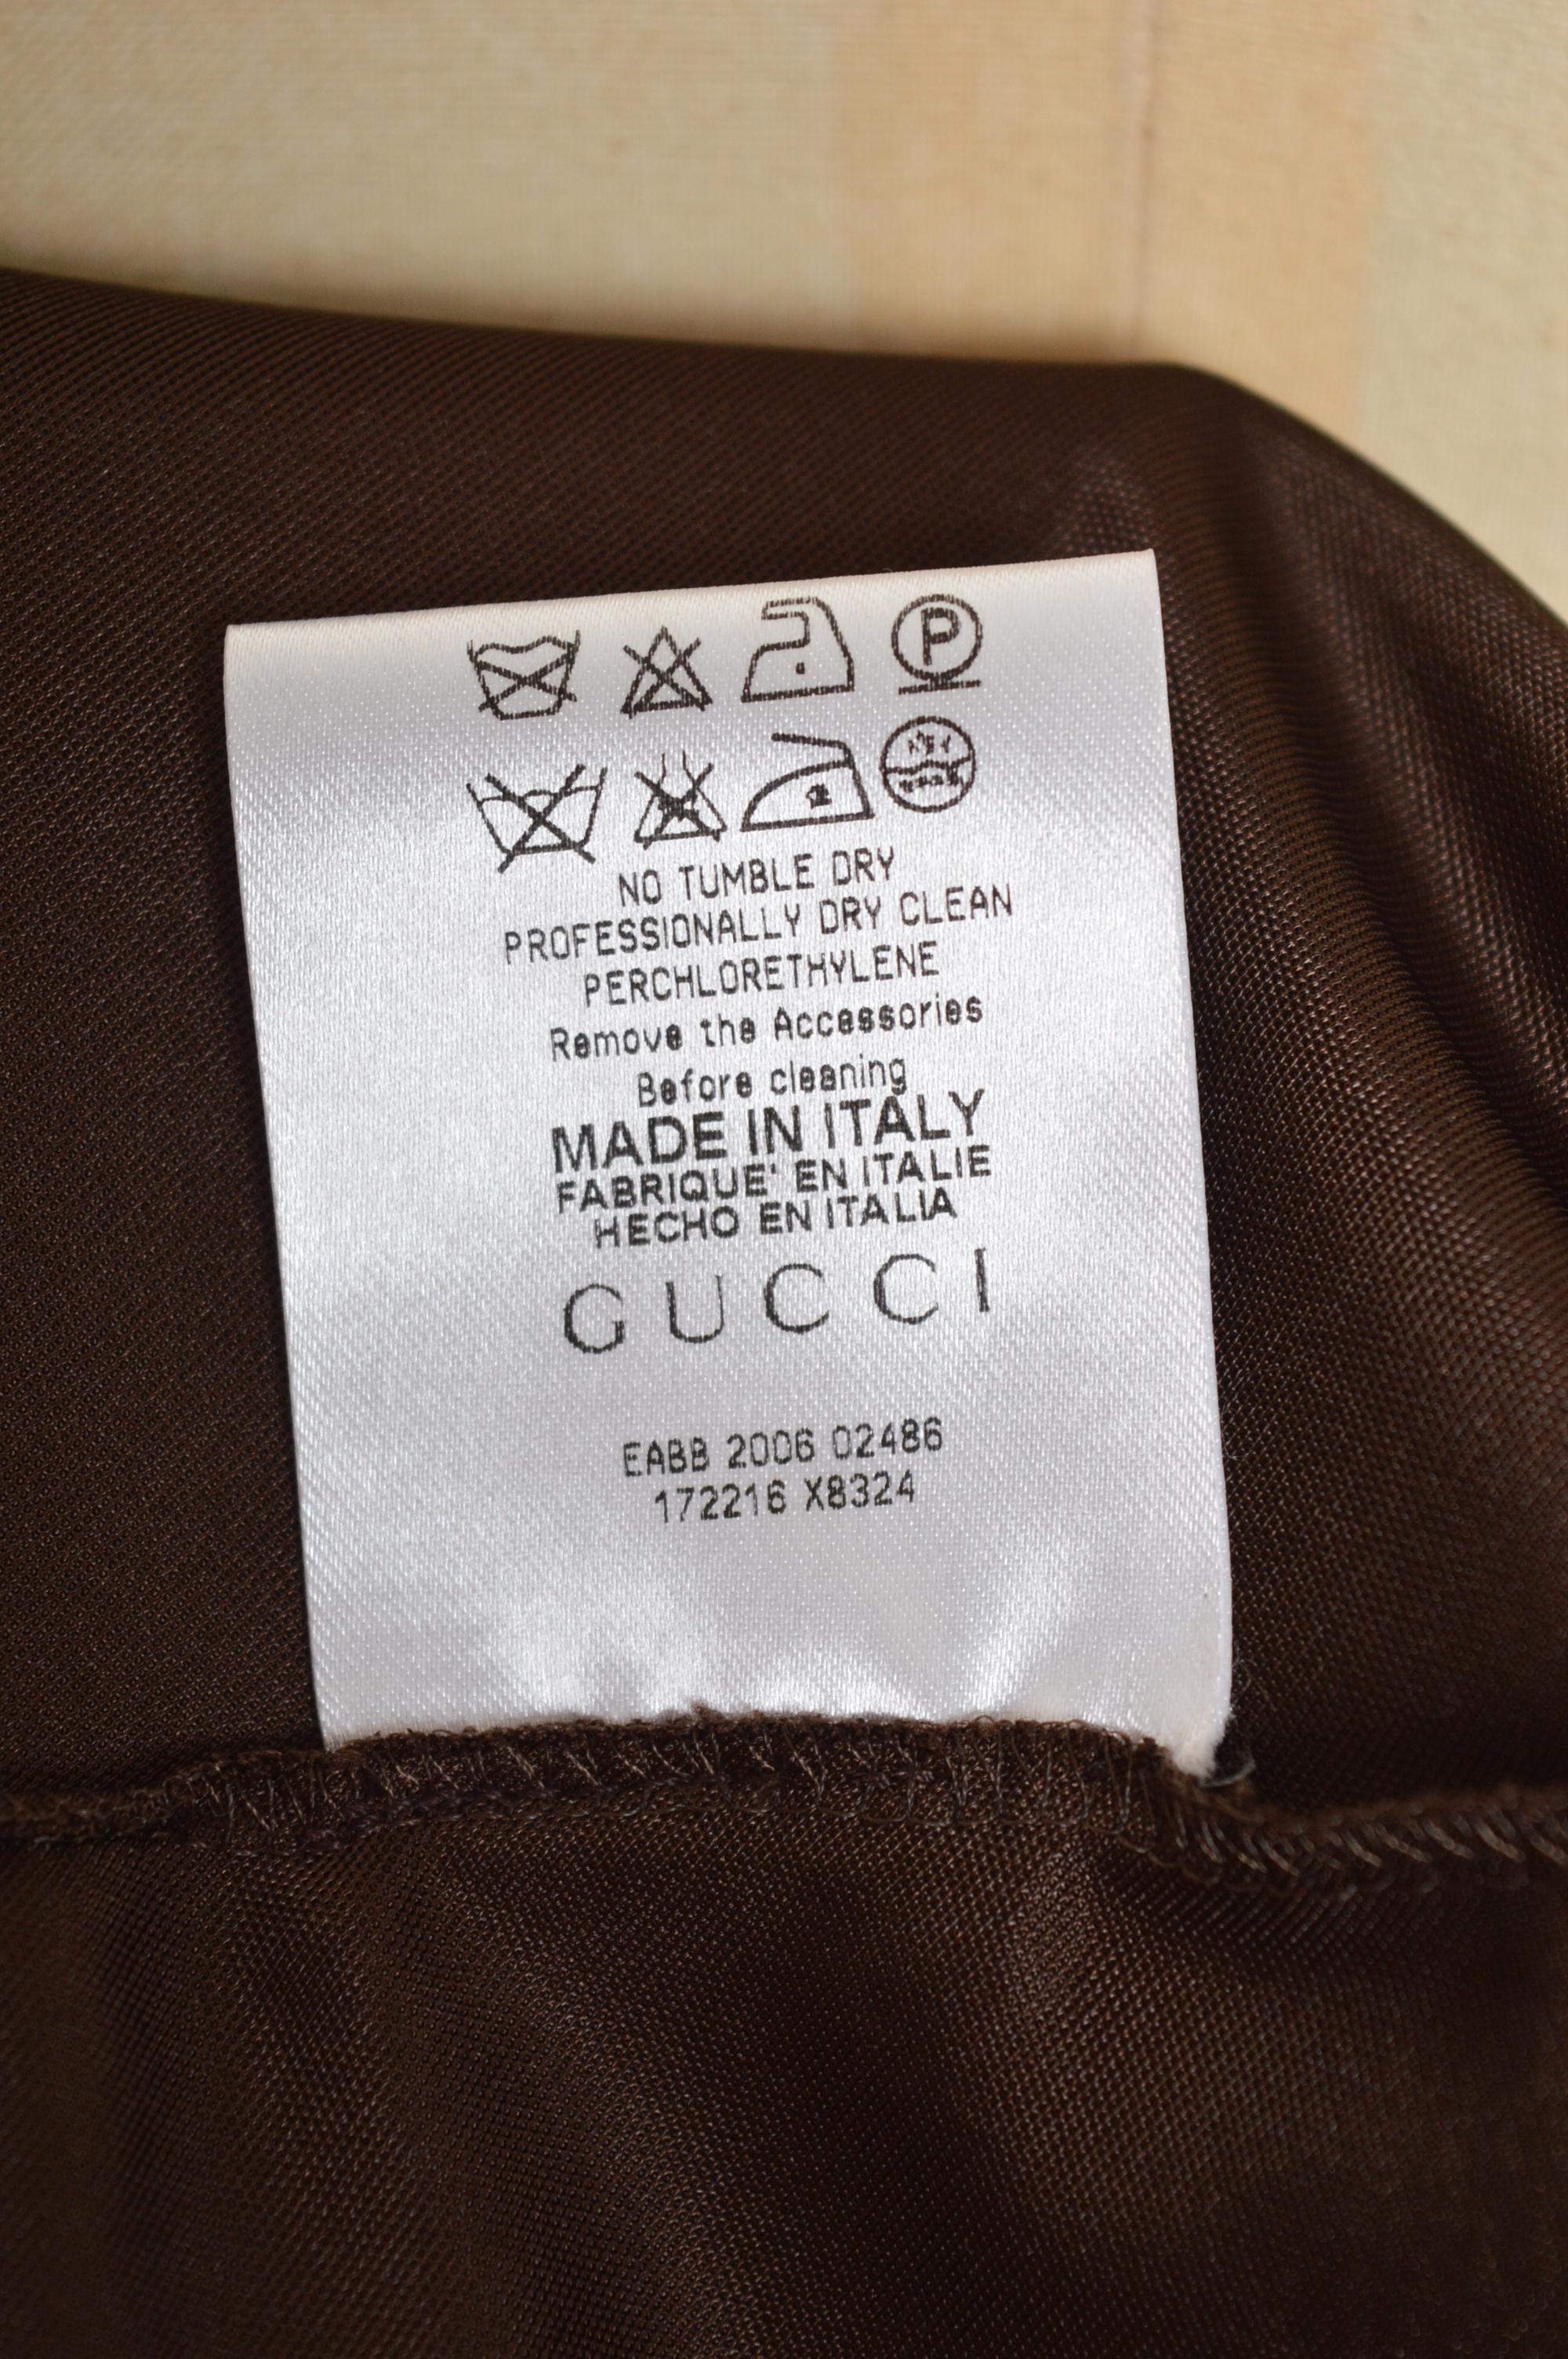 P
NO TUMBLE DRY
PROFESSIONALLY DRY CLEAN
PERCHLORETHYLENE
Remove the Accessories
Before cleaning
MADE IN ITALY
FABRIQUE' EN ITALIE
HECHO EN ITALIA
GUCCI
EABB 2006 02486
172216 X8324